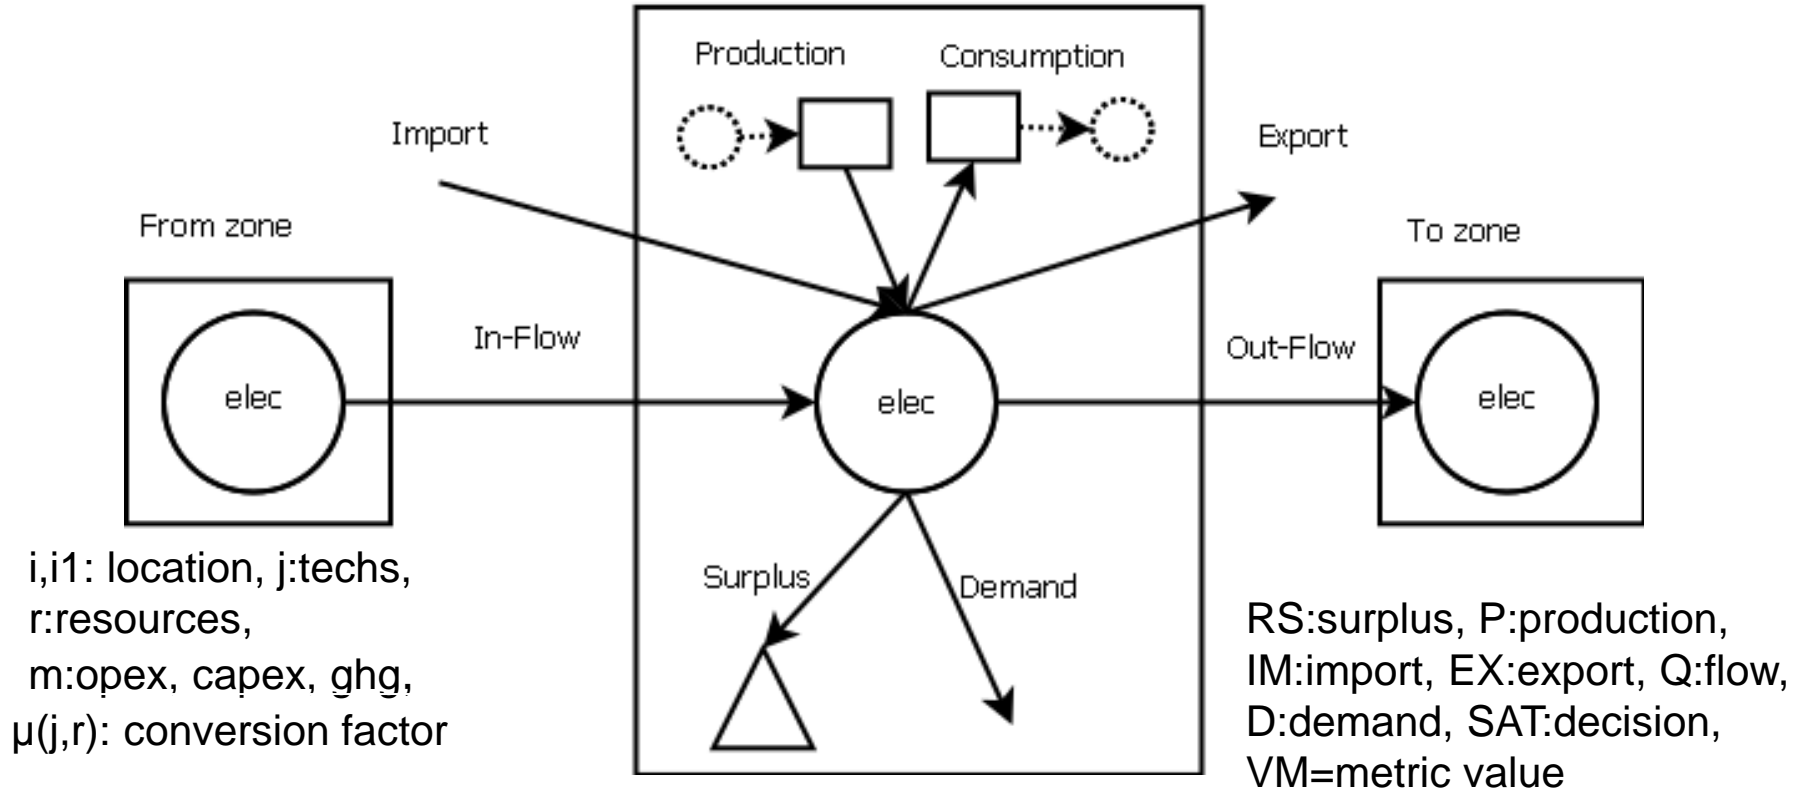 Production
Consumption
Import
Export
From zone
To zone
In-Flow
Out-Flow
elec
elec
elec
Surplus
Demand
i,i1: location, j:techs,
r:resources,
m:opex, capex, ghg,
μ(j,r): conversion factor
RS:surplus, P:production,
IM:import, EX:export, Q:flow,
D:demand, SAT:decision,
VM=metric value